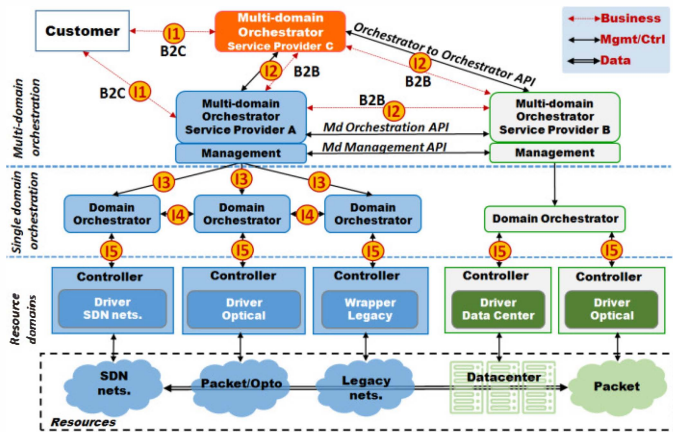 Customer
I1
B2C
Multi-domain
Orchestrator
Service Provider C
Orchestrator to Orchestrator API
Business
Mgmt/Ctrl
Data
I1
B2C
I2
B2B
I2
B2B
Multi-domain
orchestration
Multi-domain
Orchestrator
Service Provider A
Management
B2B
I2
Md Orchestration API
Md Management API
Multi-domain
Orchestrator
Service Provider B
Management
Single domain
orchestration
I3
I3
I3
Domain
Orchestrator
I4
Domain
Orchestrator
I4
Domain
Orchestrator
Domain Orchestrator
I5
I5
I5
I5
I5
Resource
domains
Controller
Driver
SDN nets.
Controller
Driver
Optical
Controller
Wrapper
Legacy
Controller
Driver
Data Center
Controller
Driver
Optical
SDN
nets.
Packet/Opto
Legacy
nets.
Datacenter
Packet
Resources